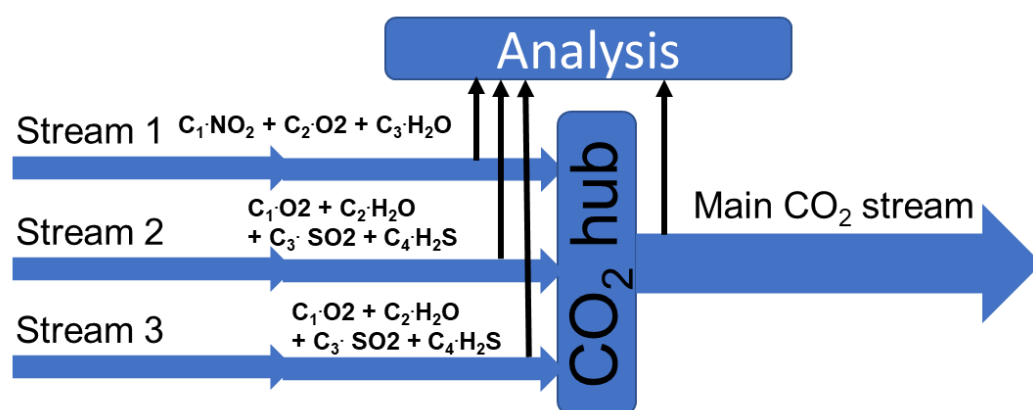 Analysis
Stream 1
C₁·NO₂ + C₂·O2 + C₃·H₂O
Stream 2
C₁·O2 + C₂·H₂O
+ C₃· SO2 + C₄·H₂S
Stream 3
C₁·O2 + C₂·H₂O
+ C₃· SO2 + C₄·H₂S
CO₂ hub
Main CO₂ stream